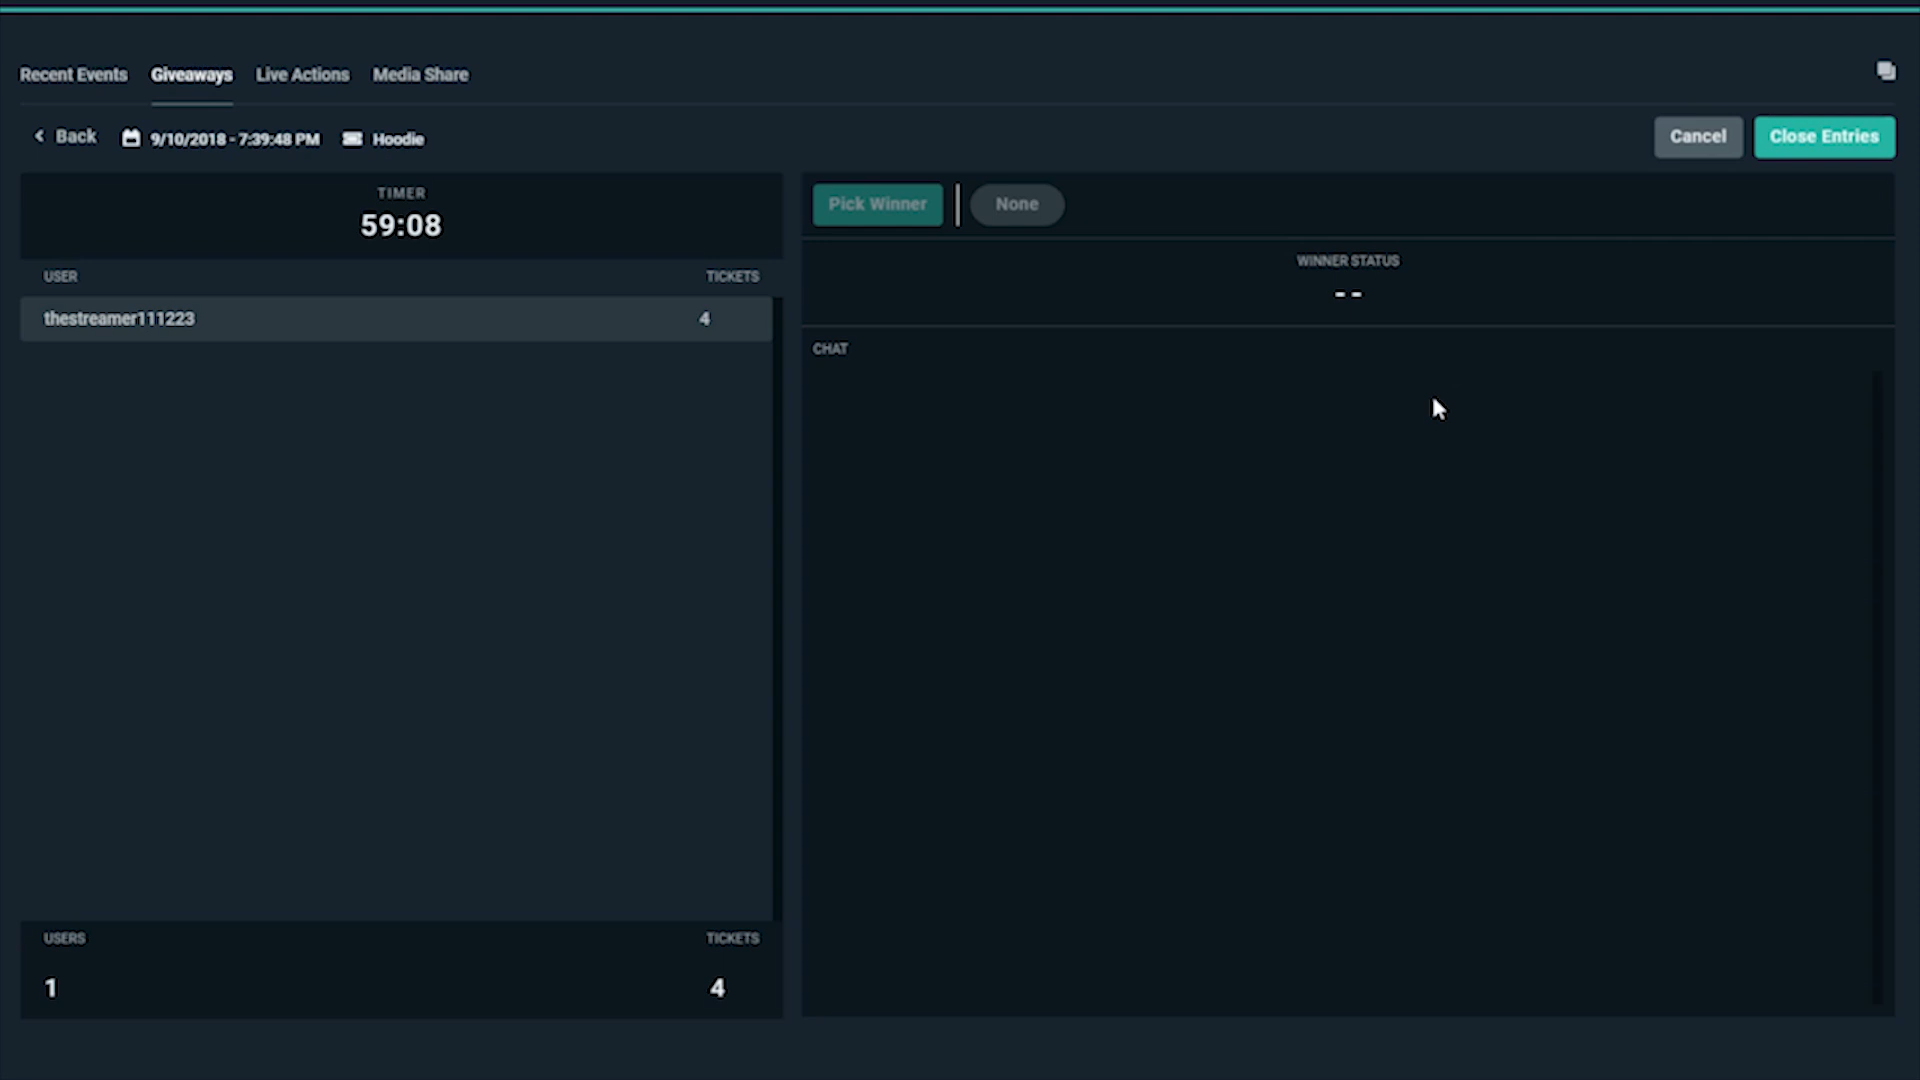 Recent Events Giveaways Live Actions Media Share
Back 9/10/2018 - 7:39:48 PM Hoodie Cancel Close Entries
TIMER
59:08
USER TICKETS
thestreamer111223 4
USERS TICKETS
1 4
Pick Winner None
WINNER STATUS
--
CHAT